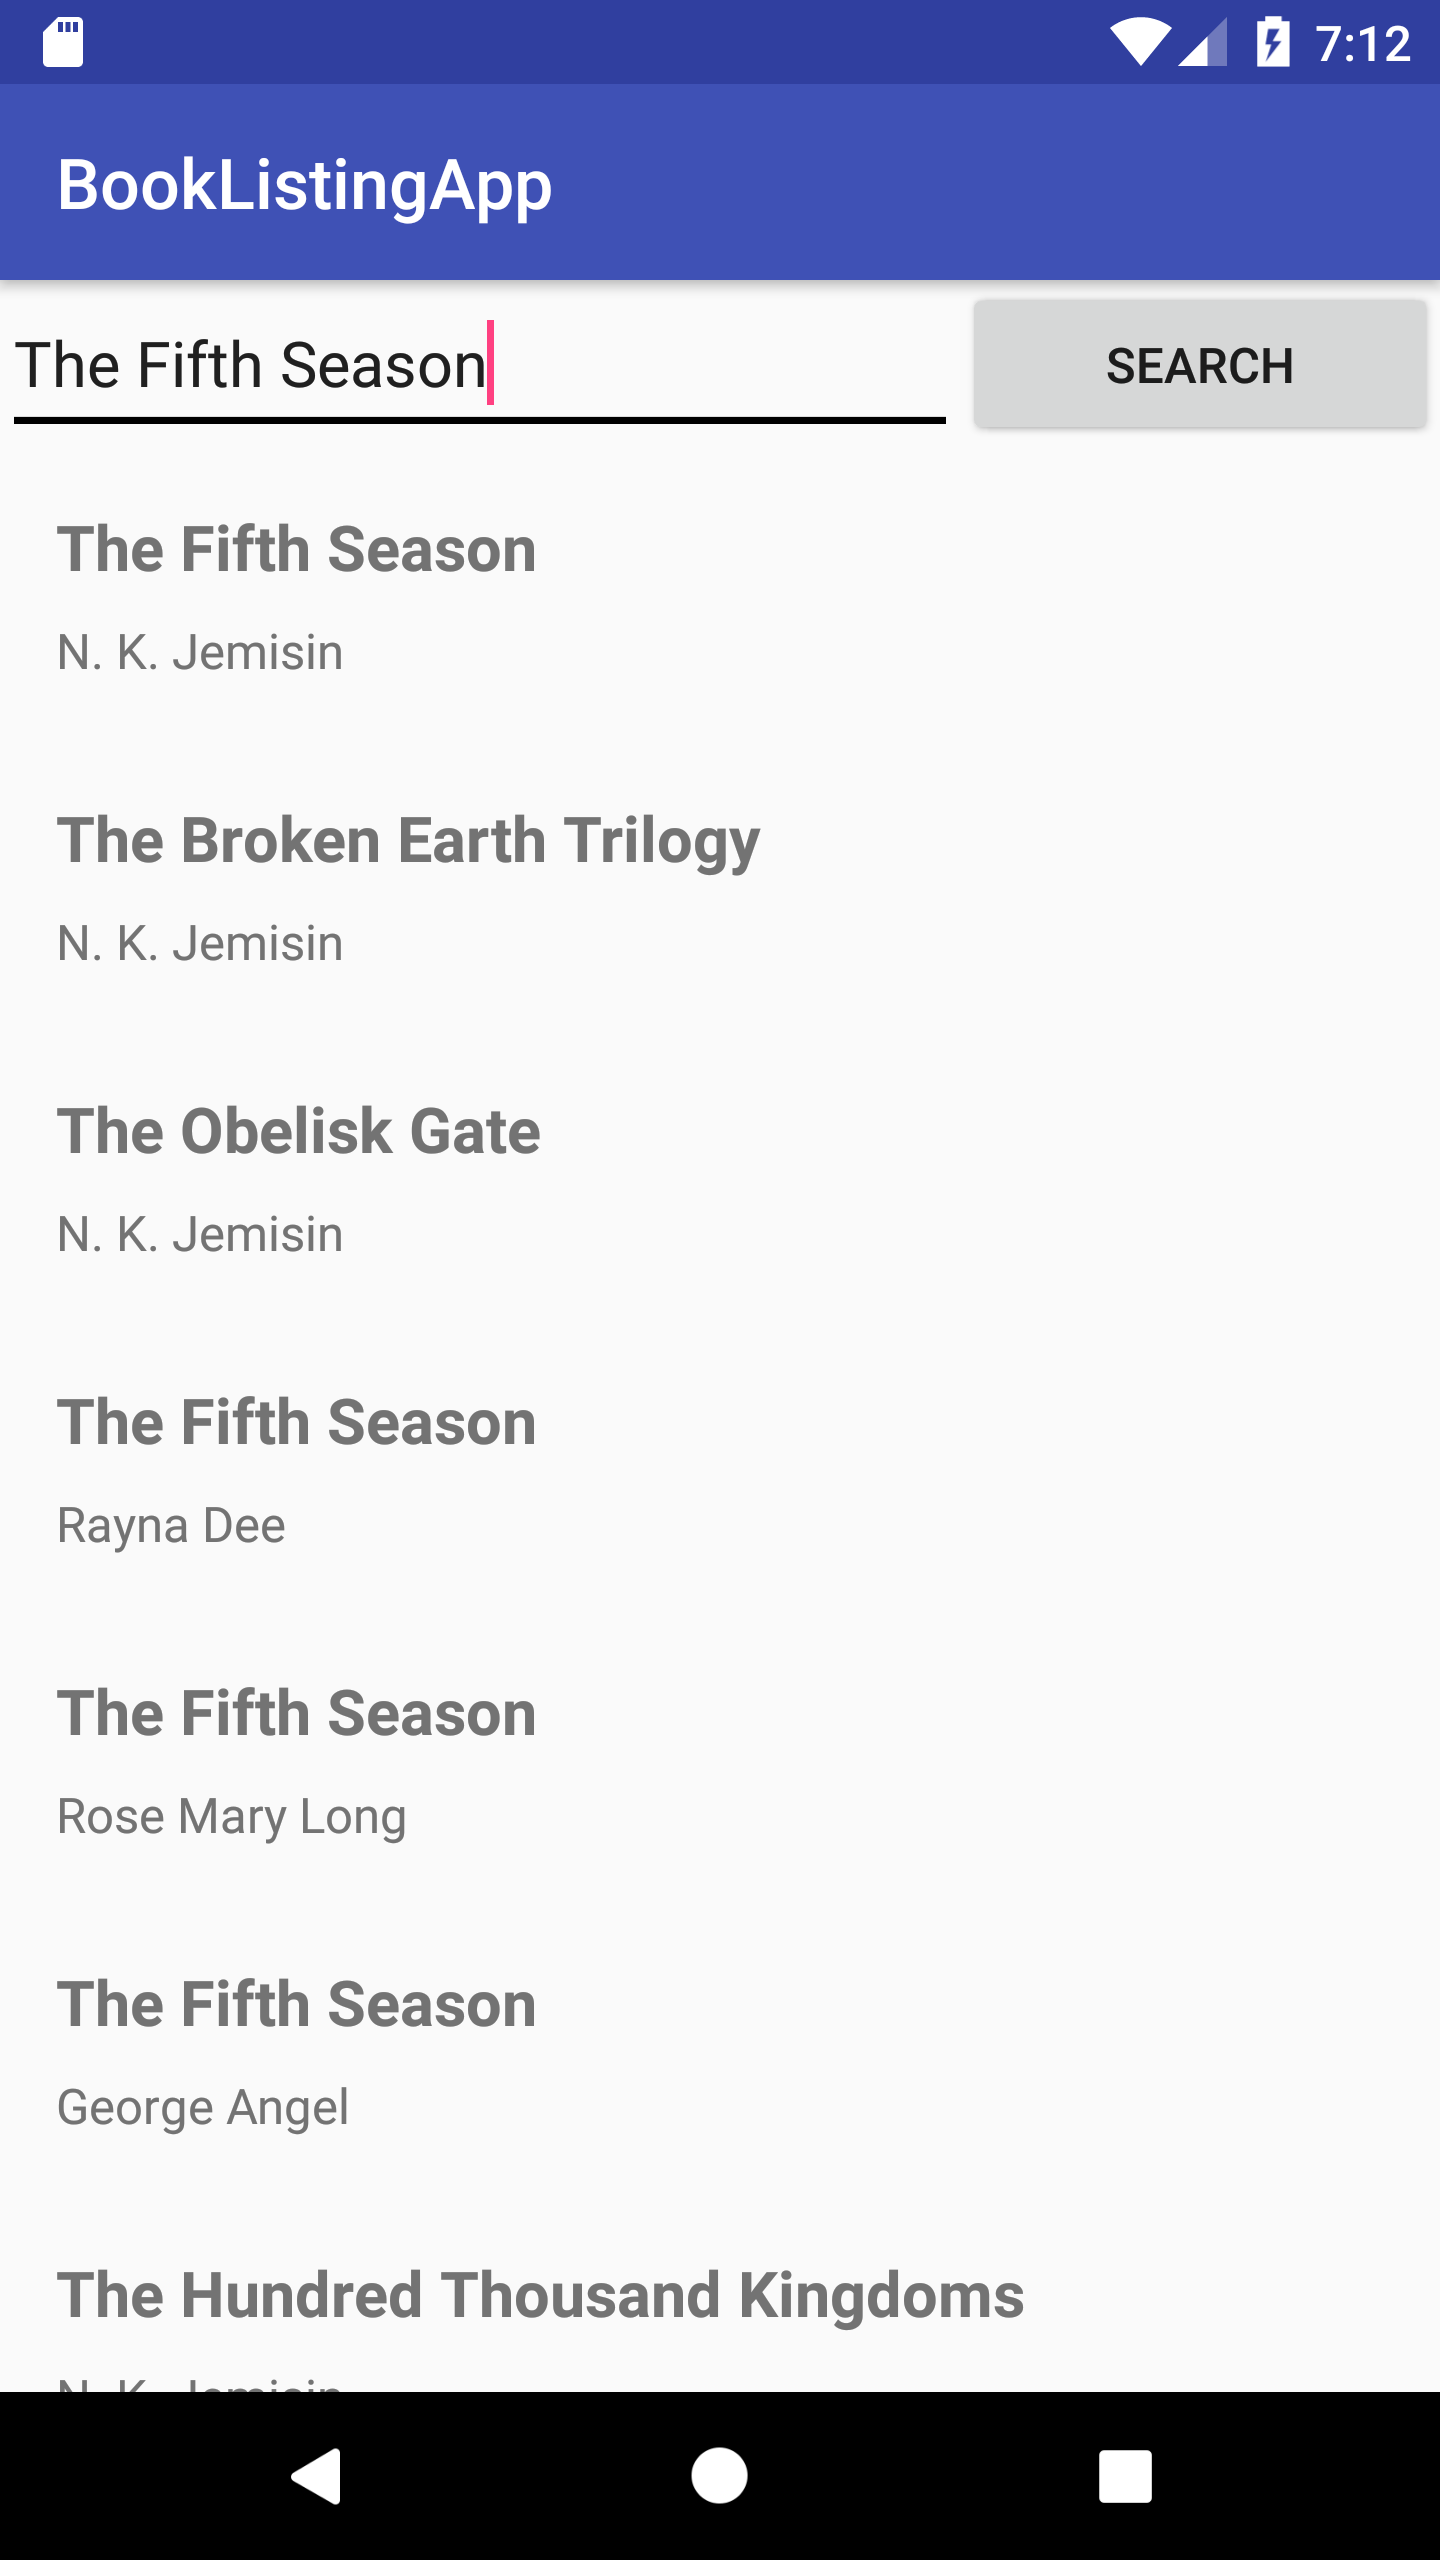 7:12
BookListingApp
The Fifth Season
SEARCH
The Fifth Season
N. K. Jemisin
The Broken Earth Trilogy
N. K. Jemisin
The Obelisk Gate
N. K. Jemisin
The Fifth Season
Rayna Dee
The Fifth Season
Rose Mary Long
The Fifth Season
George Angel
The Hundred Thousand Kingdoms
N. K. Jemisin